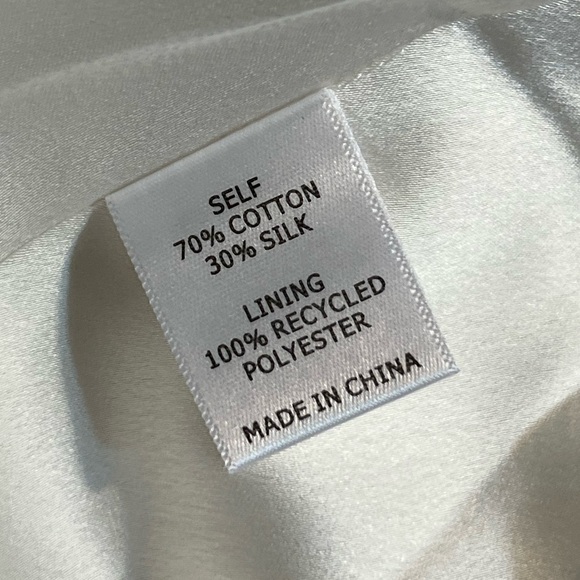 SELF
70% COTTON
30% SILK
LINING
100% RECYCLED
POLYESTER
MADE IN CHINA